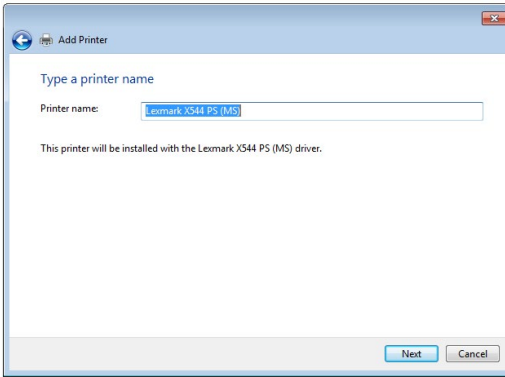 Add Printer
Type a printer name
Printer name: Lexmark X544 PS (MS)
This printer will be installed with the Lexmark X544 PS (MS) driver.
Next Cancel